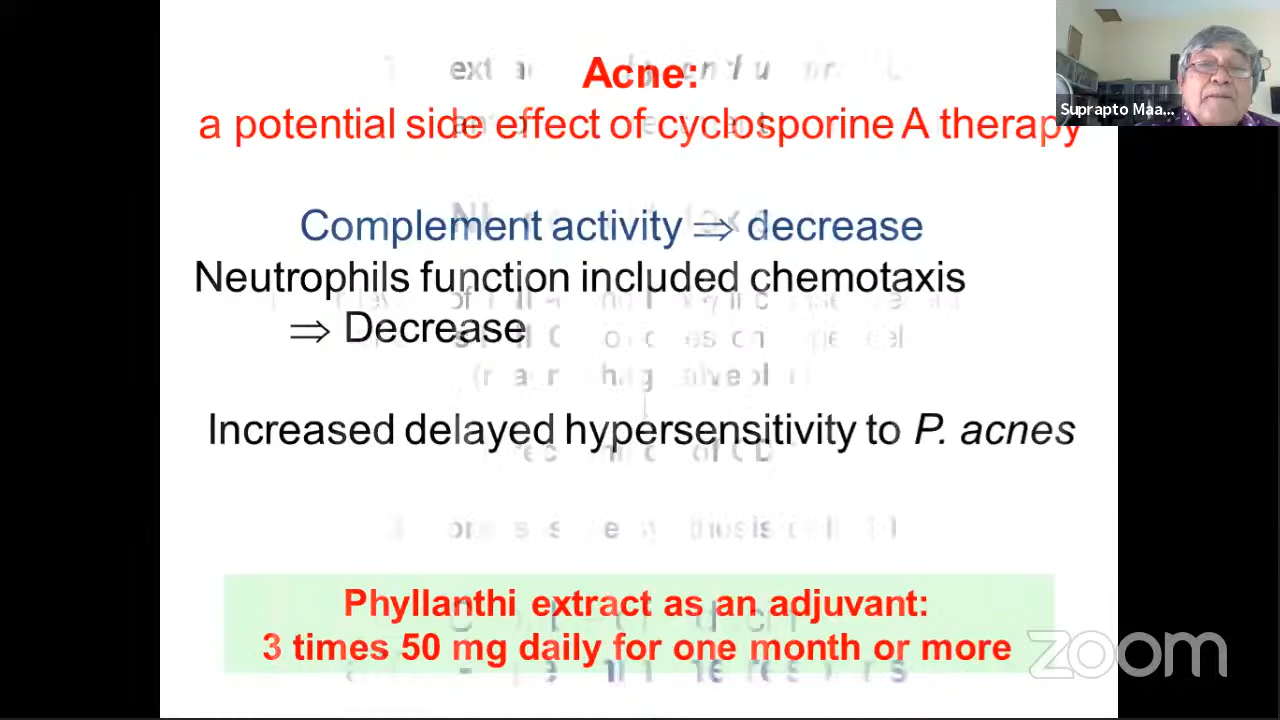 Acne:
a potential side effect of cyclosporine A therapy
Suprapto Maa...
Complement activity ⇒ decrease
Neutrophils function included chemotaxis
⇒ Decrease
Increased delayed hypersensitivity to P. acnes
Phyllanthi extract as an adjuvant:
3 times 50 mg daily for one month or more
zoom